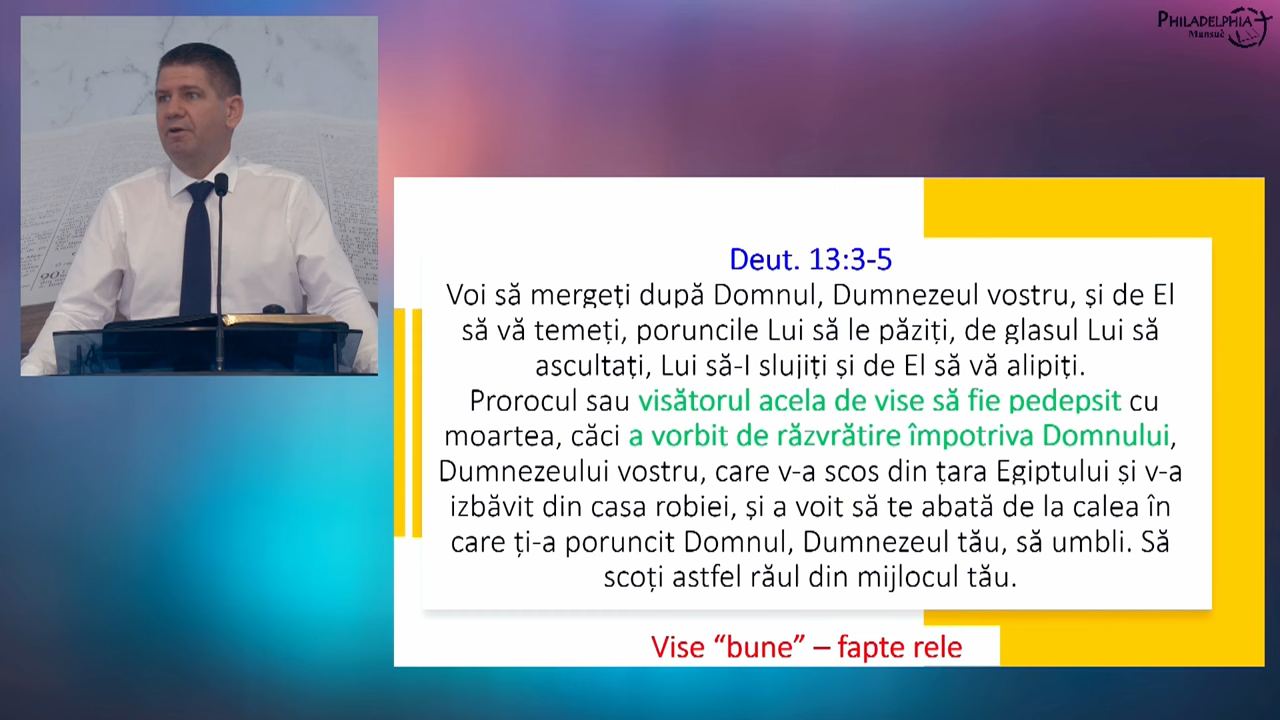 PHILADELPHIA
Mansuè
Deut. 13:3-5
Voi să mergeți după Domnul, Dumnezeul vostru, și de El
să vă temeți, poruncile Lui să le păziți, de glasul Lui să
ascultați, Lui să-I slujiți și de El să vă alipiți.
Prorocul sau visătorul acela de vise să fie pedepsit cu
moartea, căci a vorbit de răzvrătire împotriva Domnului,
Dumnezeului vostru, care v-a scos din țara Egiptului și v-a
izbăvit din casa robiei, și a voit să te abată de la calea în
care ți-a poruncit Domnul, Dumnezeul tău, să umbli. Să
scoți astfel răul din mijlocul tău.
Vise “bune” – fapte rele